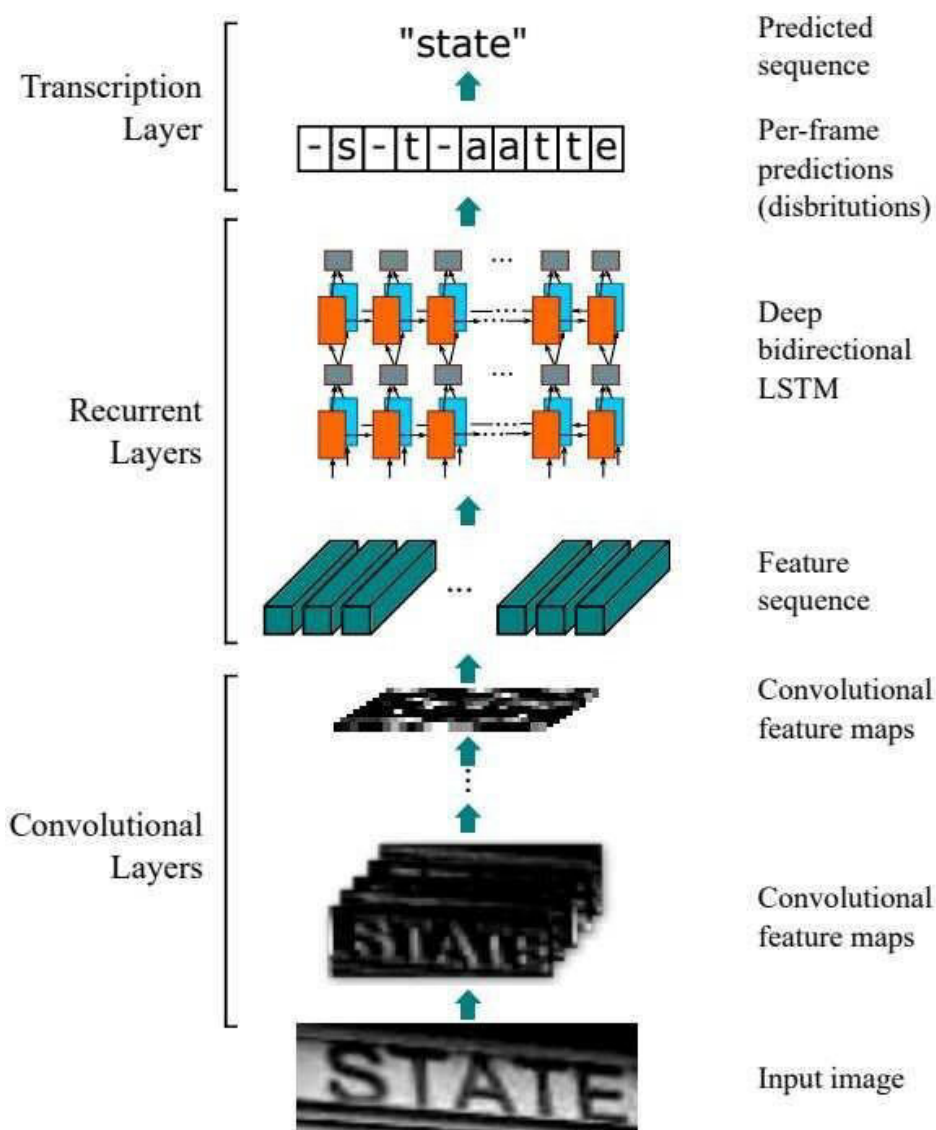 "state"
Predicted
sequence
Transcription
Layer
- s - t - a a t t e
Per-frame
predictions
(disbritutions)
...
...
Recurrent
Layers
Deep
bidirectional
LSTM
...
Feature
sequence
Convolutional
feature maps
Convolutional
Layers
STATE
Convolutional
feature maps
STATE
Input image